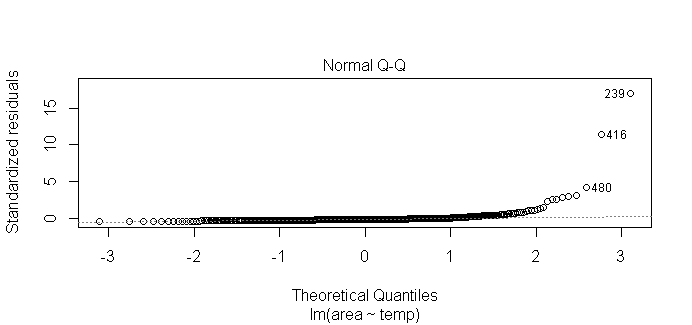 Normal Q-Q
Standardized residuals
15
10
5
0
239
416
480
-3 -2 -1 0 1 2 3
Theoretical Quantiles
lm(area ~ temp)